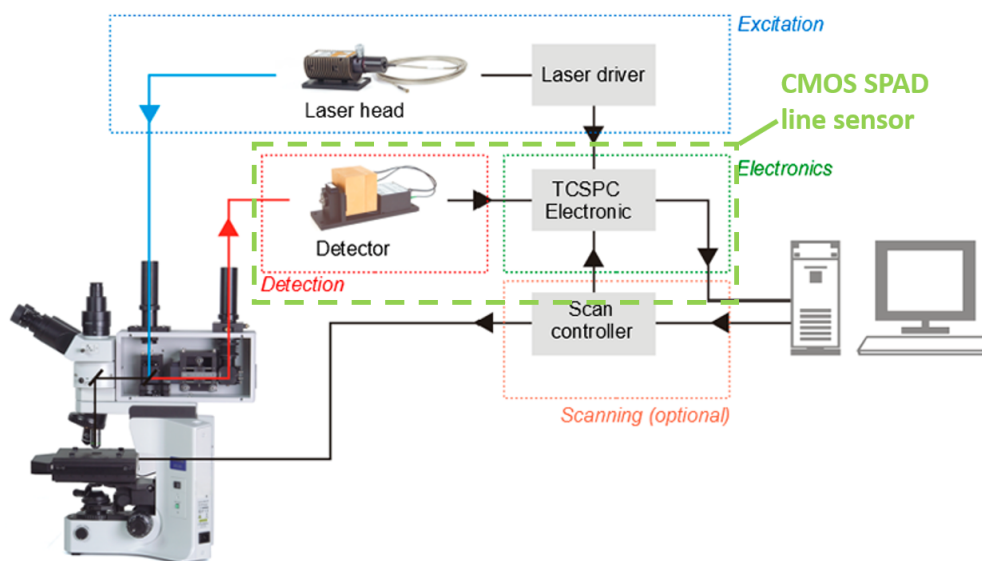 Excitation
Laser driver
Laser head
CMOS SPAD
line sensor
Electronics
TCSPC
Electronic
Detector
Detection
Scan
controller
Scanning (optional)